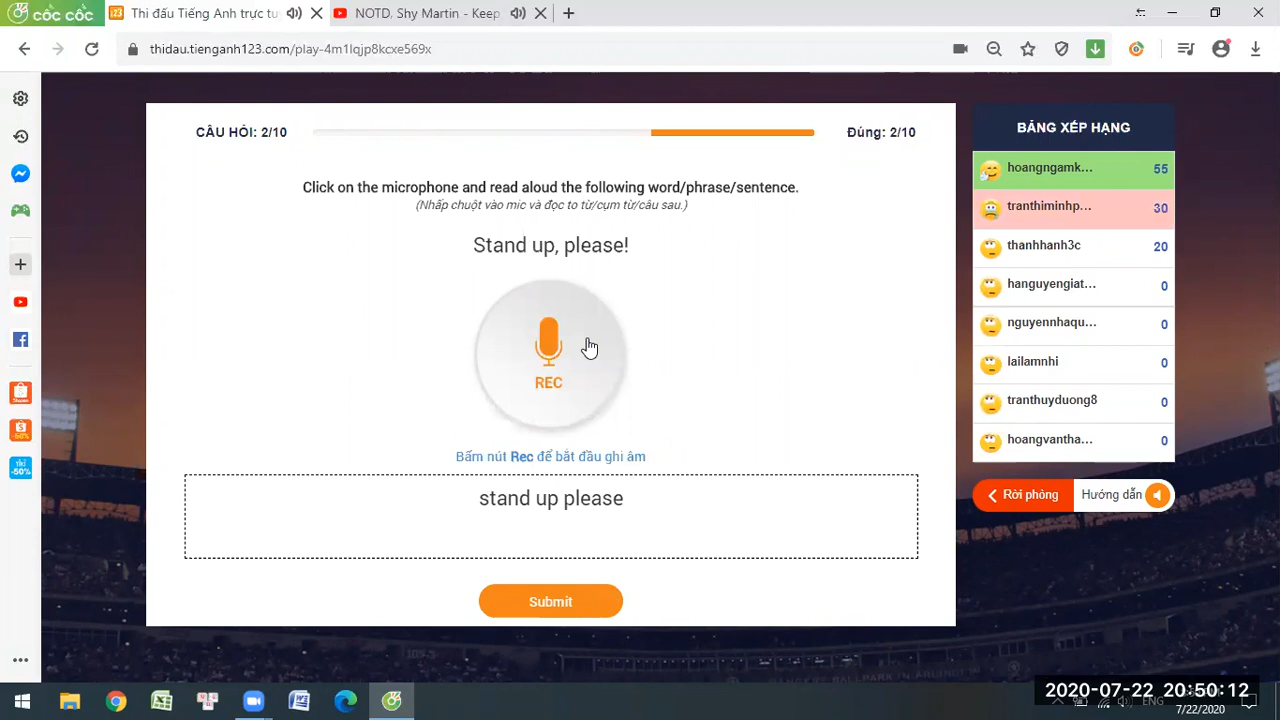 cốc cốc
Thi đấu Tiếng Anh trực tu
NOTD, Shy Martin - Keep
thidau.tienganh123.com/play-4m1lqjp8kcxe569x
CÂU HỎI: 2/10
Đúng: 2/10
Click on the microphone and read aloud the following word/phrase/sentence.
(Nhấp chuột vào mic và đọc to từ/cụm từ/câu sau.)
Stand up, please!
REC
Bấm nút Rec để bắt đầu ghi âm
stand up please
Submit
BẢNG XẾP HẠNG
hoangngamk... 55
tranthiminhp... 30
thanhhanh3c 20
hanguyengiat... 0
nguyennhaqu... 0
lailamnhi 0
tranthuyduong8 0
hoangvantha... 0
Rời phòng
Hướng dẫn
123
-50%
2020-07-22 20:50:12
ENG
7/22/2020